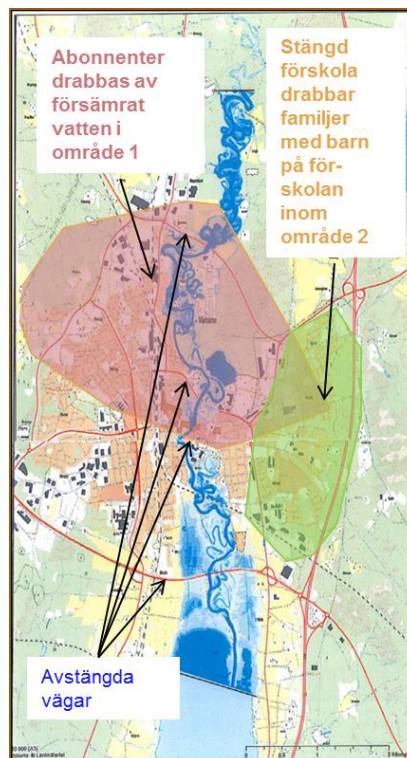 Abonnenter
drabbas av
försämrat
vatten i
område 1
Stängd
förskola
drabbar
familjer
med barn
på för-
skolan
inom
område 2
Värnamo
Avstängda
vägar